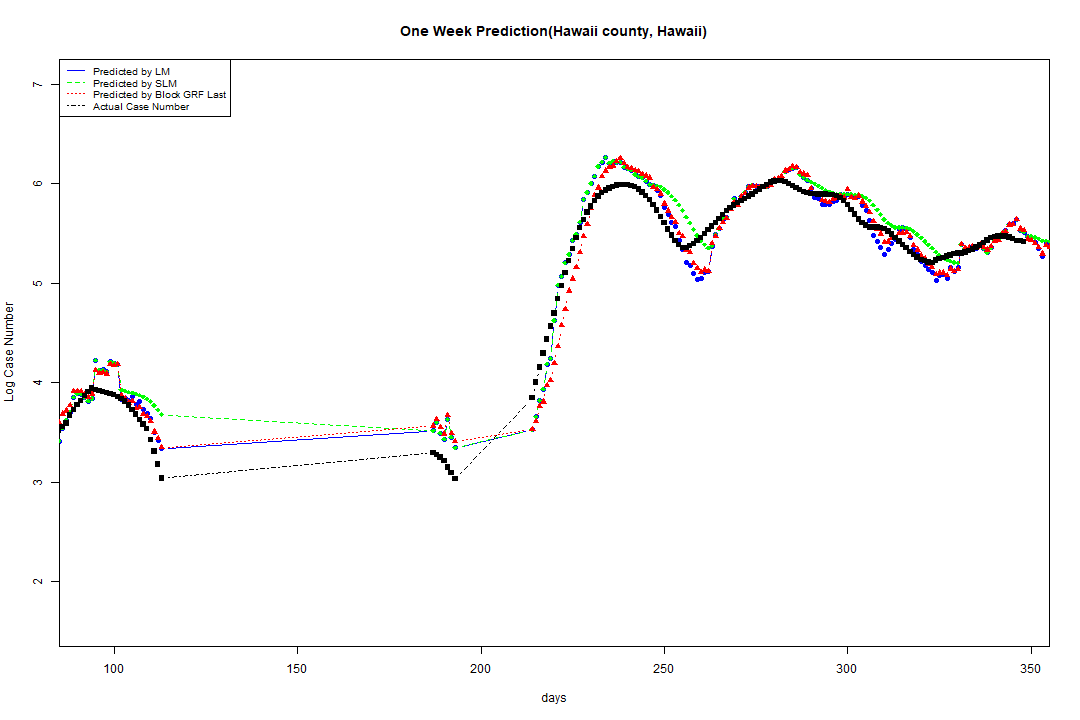 One Week Prediction(Hawaii county, Hawaii)
Predicted by LM
Predicted by SLM
Predicted by Block GRF Last
Actual Case Number
7
6
5
4
3
2
Log Case Number
100
150
200
250
300
350
days